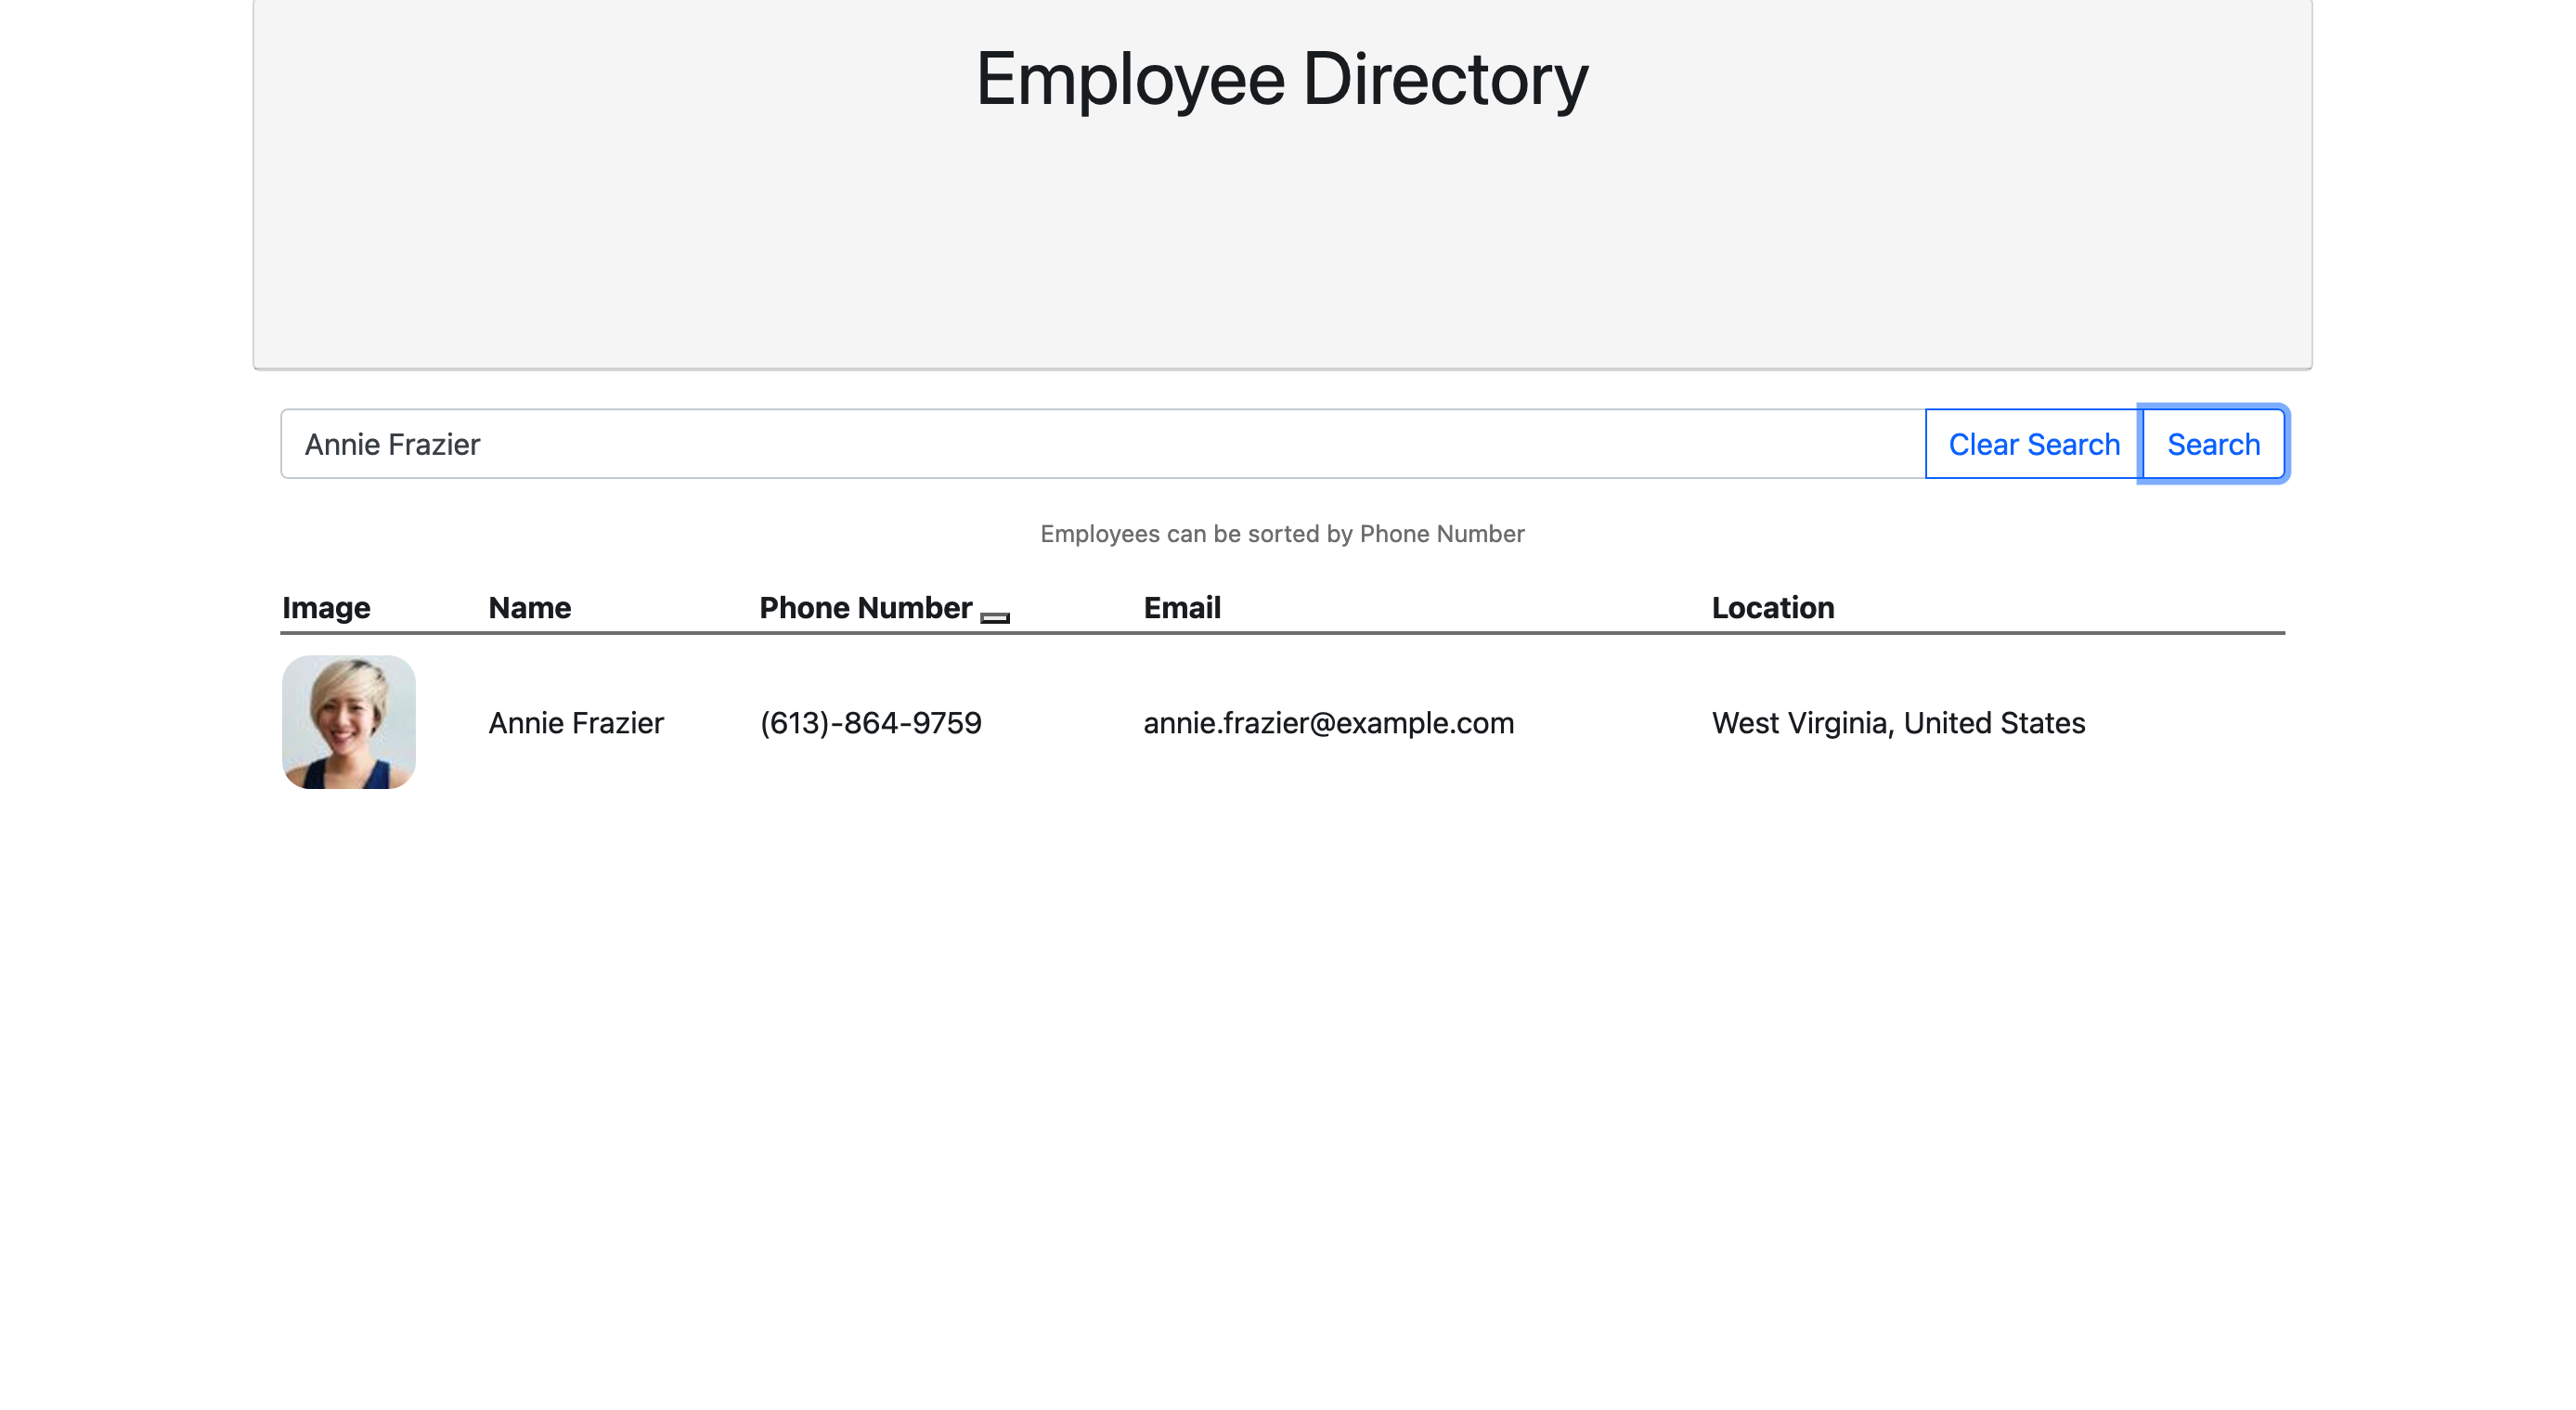 Employee Directory
Annie Frazier
Clear Search
Search
Employees can be sorted by Phone Number
Image Name Phone Number Email Location
Annie Frazier (613)-864-9759 annie.frazier@example.com West Virginia, United States